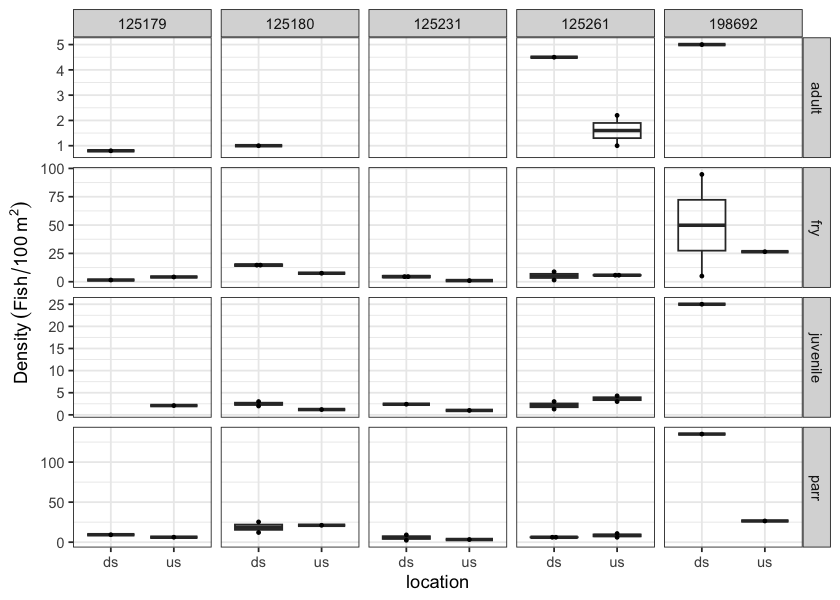 125179 125180 125231 125261 198692
5
4
3
2
1
adult
100
75
50
25
0
fry
25
20
15
10
5
0
juvenile
100
50
0
parr
Density (Fish/100 m²)
ds us ds us ds us ds us ds us
location